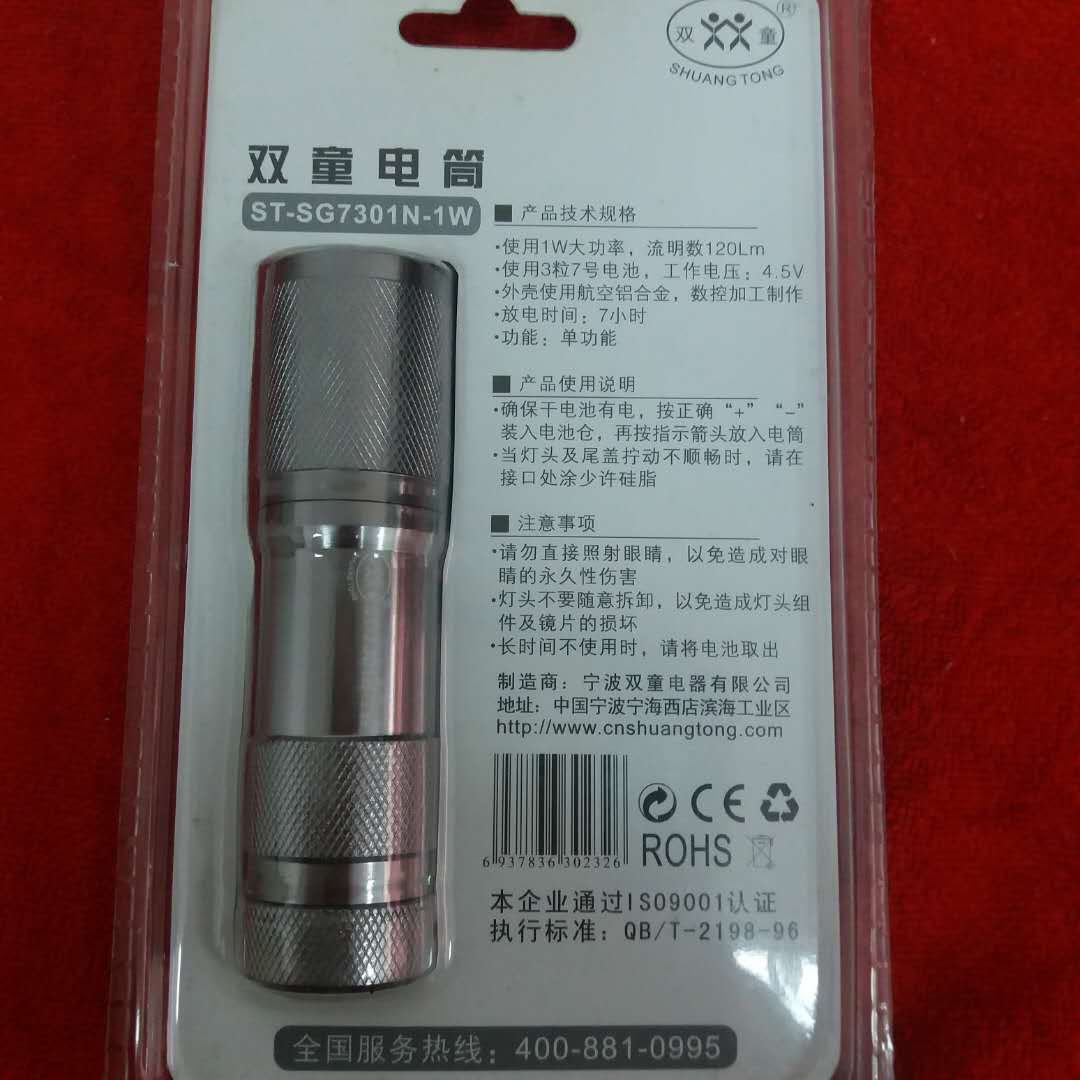 双 童
®
SHUANG TONG
双童电筒
ST-SG7301N-1W
■ 产品技术规格
·使用1W大功率，流明数120Lm
·使用3粒7号电池，工作电压：4.5V
·外壳使用航空铝合金，数控加工制作
·放电时间：7小时
·功能：单功能
■ 产品使用说明
·确保干电池有电，按正确“+”“-”
装入电池仓，再按指示箭头放入电筒
·当灯头及尾盖拧动不顺畅时，请在
接口处涂少许硅脂
■ 注意事项
·请勿直接照射眼睛，以免造成对眼
睛的永久性伤害
·灯头不要随意拆卸，以免造成灯头组
件及镜片的损坏
·长时间不使用时，请将电池取出
制造商：宁波双童电器有限公司
地址：中国宁波宁海西店滨海工业区
http://www.cnshuangtong.com
6 937836 302326
CE
ROHS
本企业通过ISO9001认证
执行标准：QB/T-2198-96
全国服务热线：400-881-0995